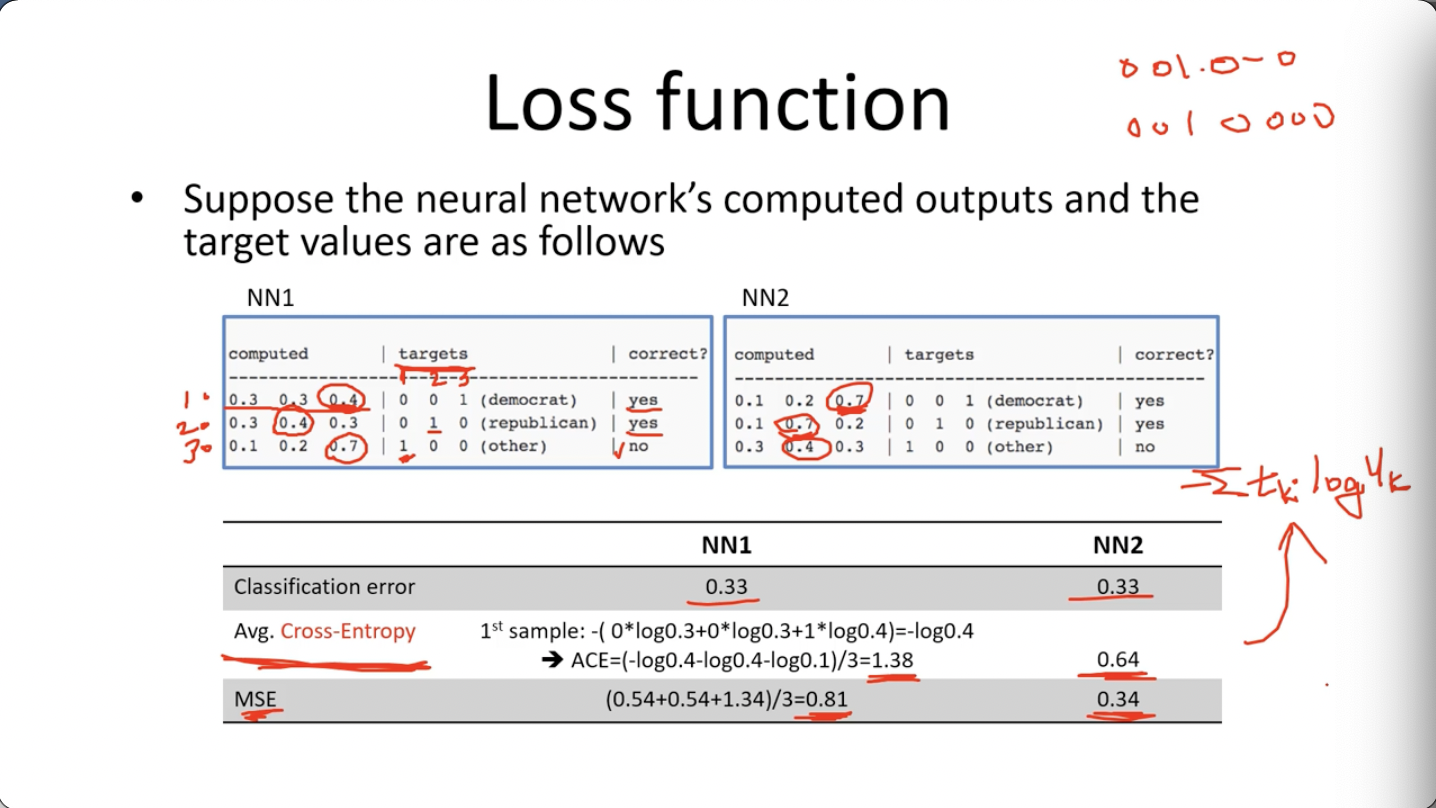 001.0-0
0010000
Loss function
• Suppose the neural network’s computed outputs and the
target values are as follows
NN1
computed | targets | correct?
1 2 3
---------------------------------------------------------
1. 0.3 0.3 0.4 | 0 0 1 (democrat) | yes
2. 0.3 0.4 0.3 | 0 1 0 (republican) | yes
3. 0.1 0.2 0.7 | 1 0 0 (other) | no
NN2
computed | targets | correct?
---------------------------------------------------------
0.1 0.2 0.7 | 0 0 1 (democrat) | yes
0.1 0.7 0.2 | 0 1 0 (republican) | yes
0.3 0.4 0.3 | 1 0 0 (other) | no
-Σ tk log yk
NN1 NN2
Classification error 0.33 0.33
Avg. Cross-Entropy 1st sample: -( 0*log0.3+0*log0.3+1*log0.4)=-log0.4
➔ ACE=(-log0.4-log0.4-log0.1)/3=1.38 0.64
MSE (0.54+0.54+1.34)/3=0.81 0.34